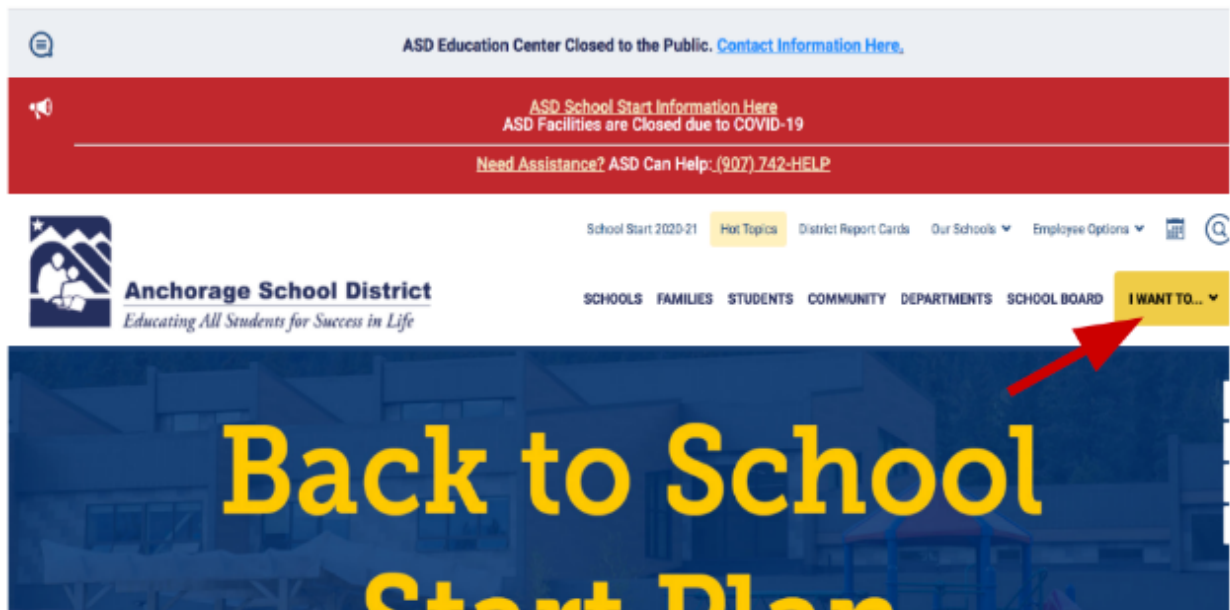 ASD Education Center Closed to the Public. Contact Information Here.
ASD School Start Information Here
ASD Facilities are Closed due to COVID-19
Need Assistance? ASD Can Help: (907) 742-HELP
School Start 2020-21 Hot Topics District Report Cards Our Schools Employee Options
Anchorage School District
Educating All Students for Success in Life
SCHOOLS FAMILIES STUDENTS COMMUNITY DEPARTMENTS SCHOOL BOARD I WANT TO...
Back to School
Start Plan